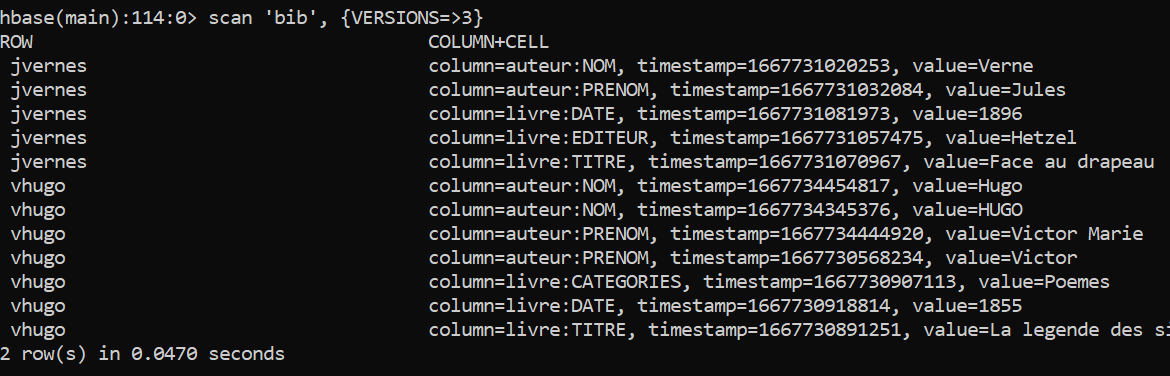 hbase(main):114:0> scan 'bib', {VERSIONS=>3}
ROW COLUMN+CELL
jvernes column=auteur:NOM, timestamp=1667731020253, value=Verne
jvernes column=auteur:PRENOM, timestamp=1667731032084, value=Jules
jvernes column=livre:DATE, timestamp=1667731081973, value=1896
jvernes column=livre:EDITEUR, timestamp=1667731057475, value=Hetzel
jvernes column=livre:TITRE, timestamp=1667731070967, value=Face au drapeau
vhugo column=auteur:NOM, timestamp=1667734454817, value=Hugo
vhugo column=auteur:NOM, timestamp=1667734345376, value=HUGO
vhugo column=auteur:PRENOM, timestamp=1667734444920, value=Victor Marie
vhugo column=auteur:PRENOM, timestamp=1667730568234, value=Victor
vhugo column=livre:CATEGORIES, timestamp=1667730907113, value=Poemes
vhugo column=livre:DATE, timestamp=1667730918814, value=1855
vhugo column=livre:TITRE, timestamp=1667730891251, value=La legende des
2 row(s) in 0.0470 seconds